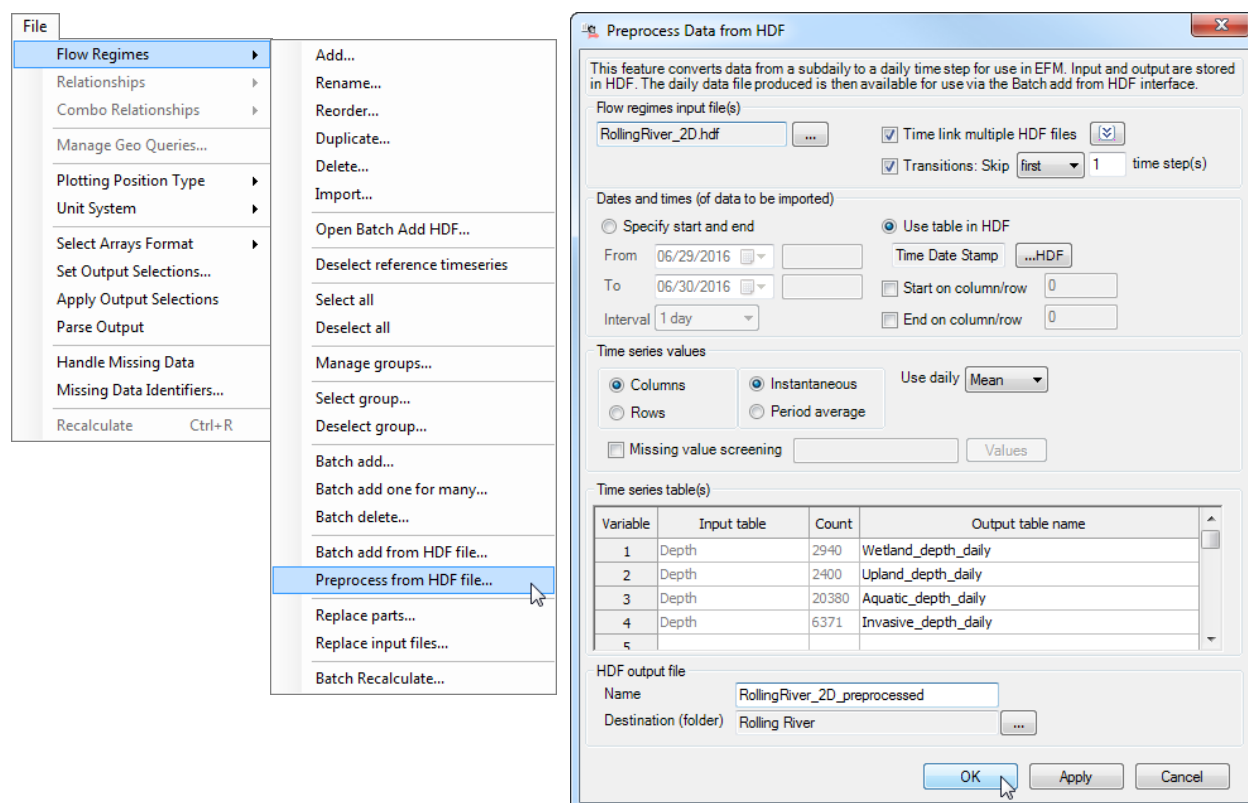 File
Flow Regimes
Relationships
Combo Relationships
Manage Geo Queries...
Plotting Position Type
Unit System
Select Arrays Format
Set Output Selections...
Apply Output Selections
Parse Output
Handle Missing Data
Missing Data Identifiers...
Recalculate Ctrl+R
Add...
Rename...
Reorder...
Duplicate...
Delete...
Import...
Open Batch Add HDF...
Deselect reference timeseries
Select all
Deselect all
Manage groups...
Select group...
Deselect group...
Batch add...
Batch add one for many...
Batch delete...
Batch add from HDF file...
Preprocess from HDF file...
Replace parts...
Replace input files...
Batch Recalculate...
Preprocess Data from HDF
This feature converts data from a subdaily to a daily time step for use in EFM. Input and output are stored
in HDF. The daily data file produced is then available for use via the Batch add from HDF interface.
Flow regimes input file(s)
RollingRiver_2D.hdf ... Time link multiple HDF files
Transitions: Skip first 1 time step(s)
Dates and times (of data to be imported)
Specify start and end Use table in HDF
From 06/29/2016 Time Date Stamp ...HDF
To 06/30/2016 Start on column/row 0
Interval 1 day End on column/row 0
Time series values
Columns Instantaneous Use daily Mean
Rows Period average
Missing value screening Values
Time series table(s)
Variable Input table Count Output table name
1 Depth 2940 Wetland_depth_daily
2 Depth 2400 Upland_depth_daily
3 Depth 20380 Aquatic_depth_daily
4 Depth 6371 Invasive_depth_daily
5
HDF output file
Name RollingRiver_2D_preprocessed
Destination (folder) Rolling River ...
OK Apply Cancel